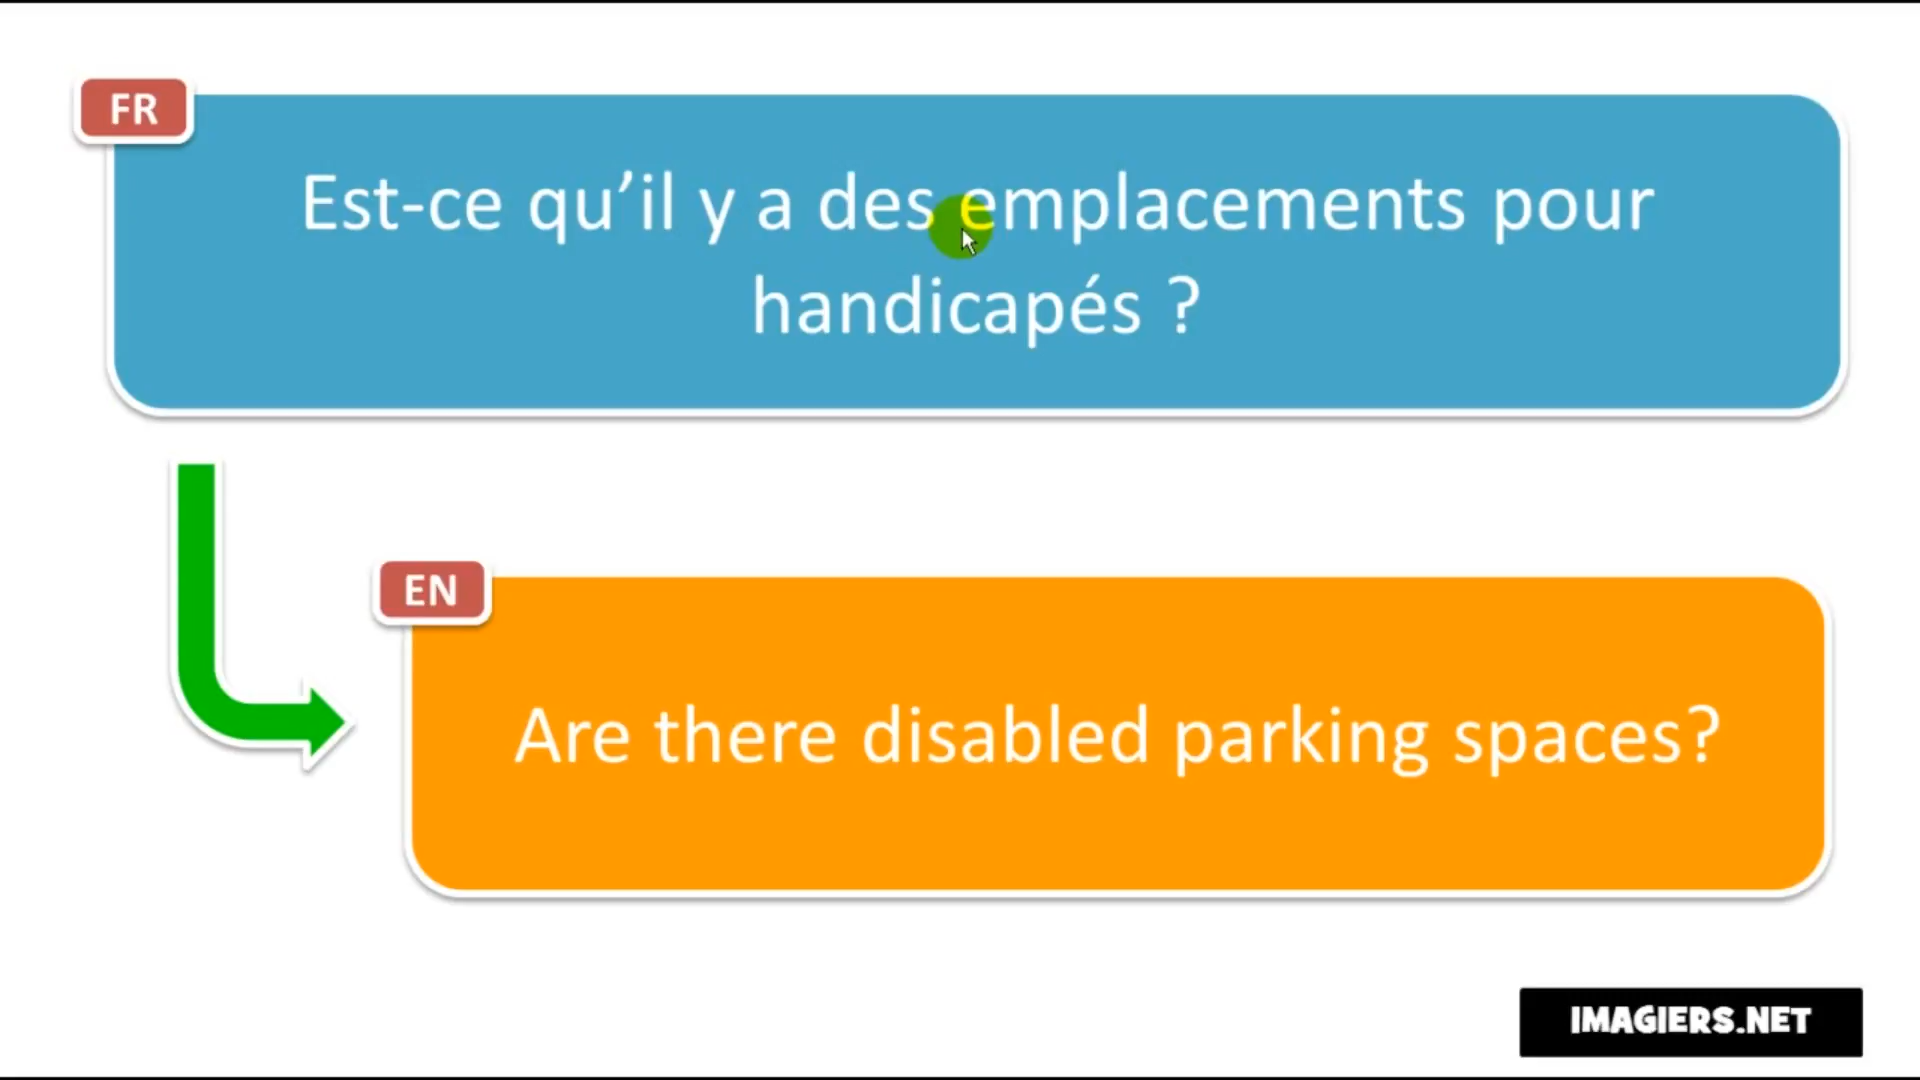 FR
Est-ce qu’il y a des emplacements pour
handicapés ?
EN
Are there disabled parking spaces?
IMAGIERS.NET